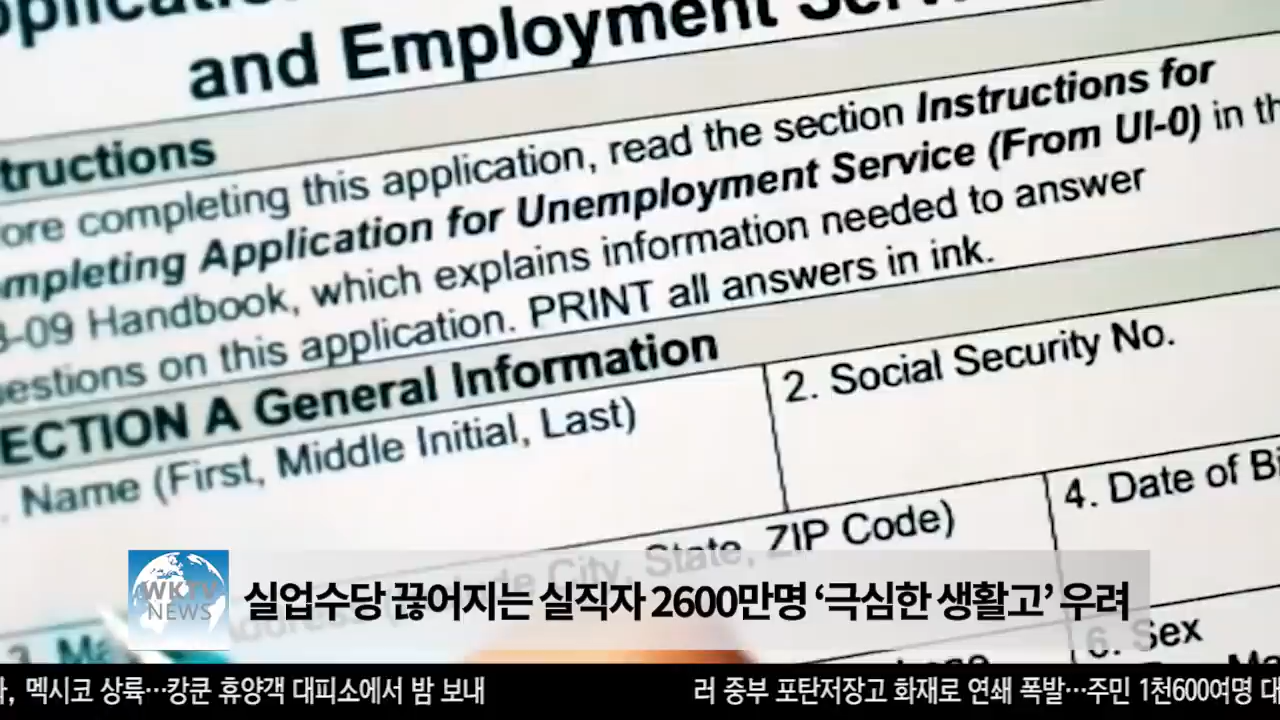 and Employment
tructions
ore completing this application, read the section Instructions for
mpleting Application for Unemployment Service (From UI-0) in th
-09 Handbook, which explains information needed to answer
estions on this application. PRINT all answers in ink.
ECTION A General Information
Name (First, Middle Initial, Last)
2. Social Security No.
City, State, ZIP Code)
4. Date of Bi
3. Ma
6. Sex
WKTV
NEWS
실업수당 끊어지는 실직자 2600만명 ‘극심한 생활고’ 우려
, 멕시코 상륙…캉쿤 휴양객 대피소에서 밤 보내
러 중부 포탄저장고 화재로 연쇄 폭발…주민 1천600여명 대